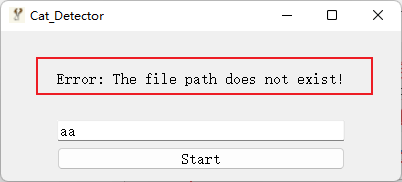 Cat_Detector
Error: The file path does not exist!
aa
Start